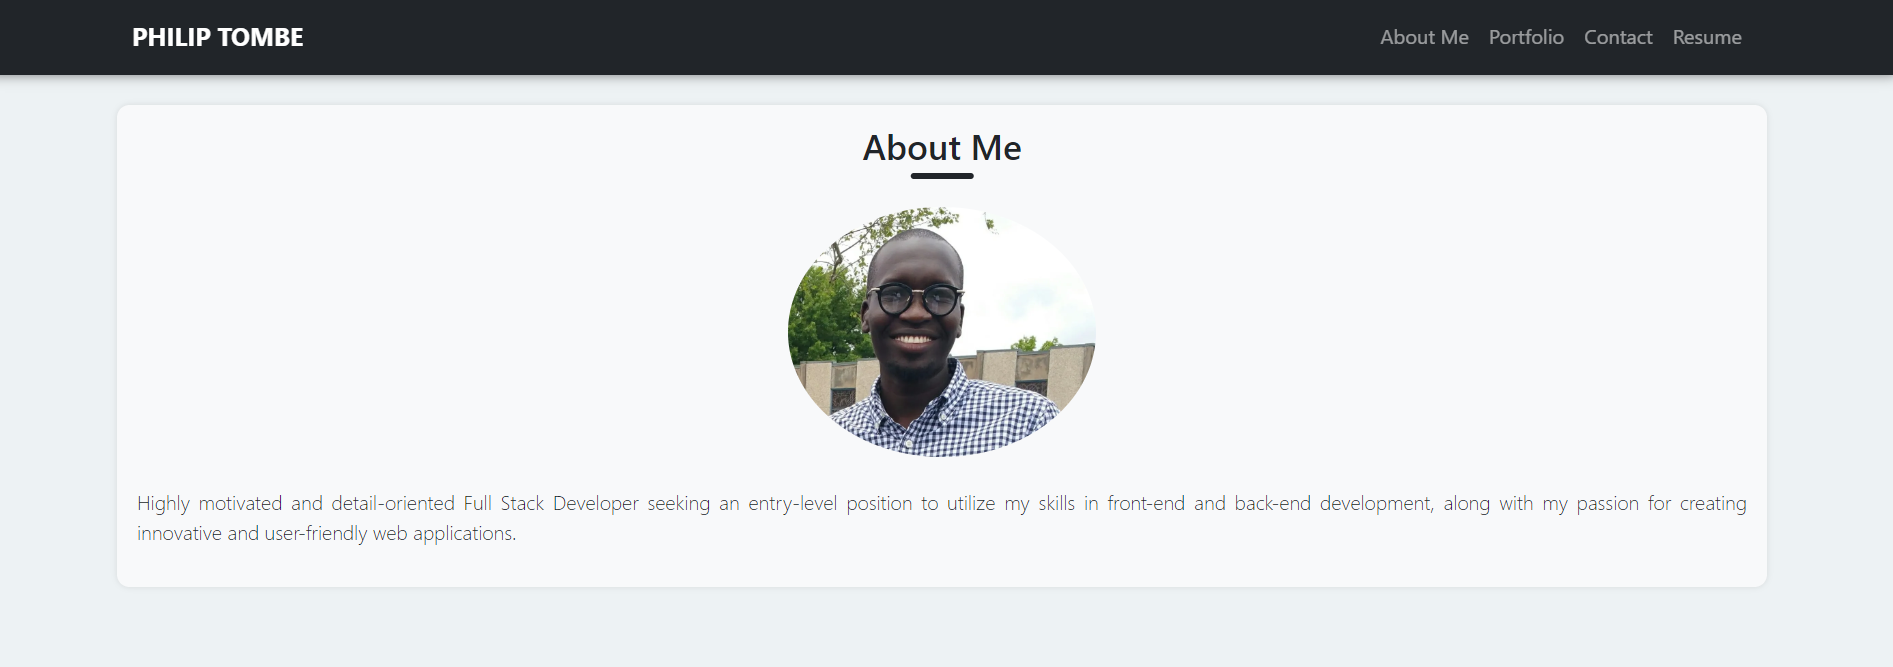 PHILIP TOMBE
About Me Portfolio Contact Resume
About Me
Highly motivated and detail-oriented Full Stack Developer seeking an entry-level position to utilize my skills in front-end and back-end development, along with my passion for creating
innovative and user-friendly web applications.